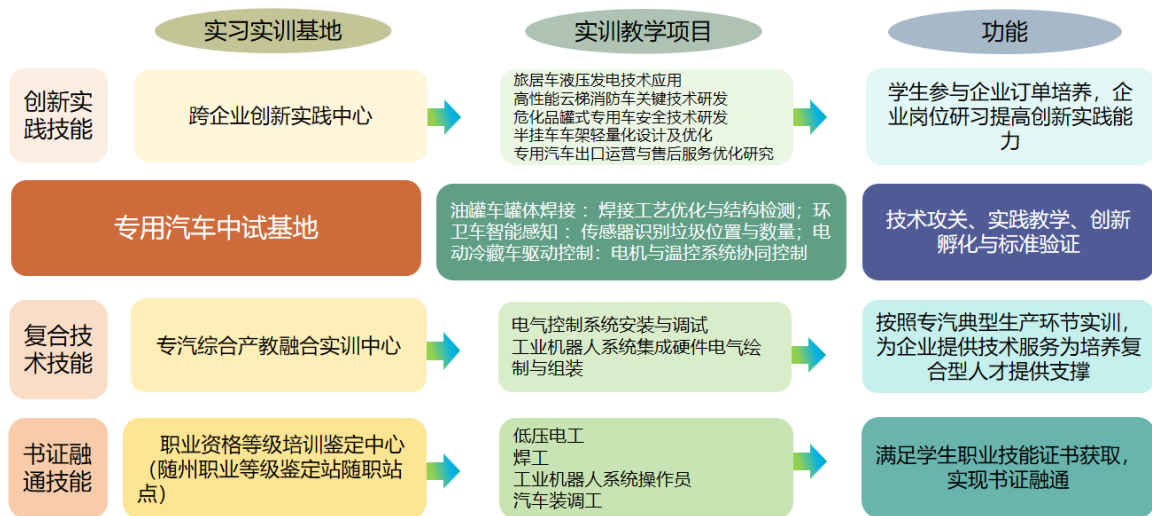 实习实训基地
实训教学项目
功能
创新实
践技能
跨企业创新实践中心
旅居车液压发电技术应用
高性能云梯消防车关键技术研发
危化品罐式专用车安全技术研发
半挂车车架轻量化设计及优化
专用汽车出口运营与售后服务优化研究
学生参与企业订单培养，企
业岗位研习提高创新实践能
力
专用汽车中试基地
油罐车罐体焊接 ：焊接工艺优化与结构检测；环
卫车智能感知 ：传感器识别垃圾位置与数量；电
动冷藏车驱动控制：电机与温控系统协同控制
技术攻关、实践教学、创新
孵化与标准验证
复合技
术技能
专汽综合产教融合实训中心
电气控制系统安装与调试
工业机器人系统集成硬件电气绘
制与组装
按照专汽典型生产环节实训，
为企业提供技术服务为培养复
合型人才提供支撑
书证融
通技能
职业资格等级培训鉴定中心
（随州职业等级鉴定站随职站
点）
低压电工
焊工
工业机器人系统操作员
汽车装调工
满足学生职业技能证书获取，
实现书证融通